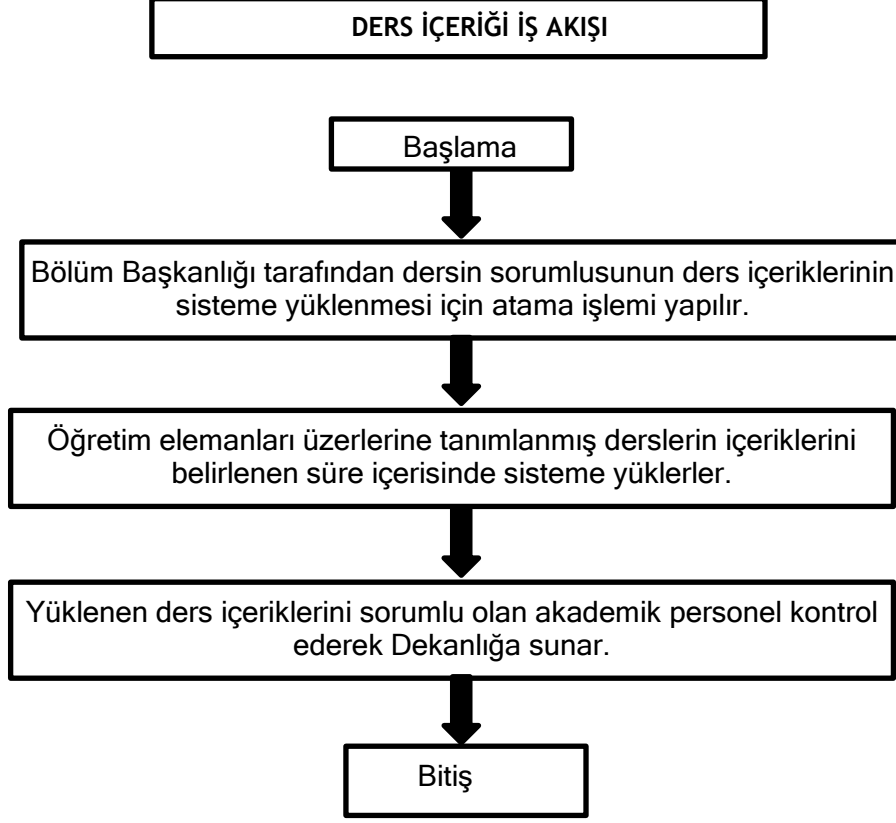 DERS İÇERİĞİ İŞ AKIŞI
Başlama
Bölüm Başkanlığı tarafından dersin sorumlusunun ders içeriklerinin
sisteme yüklenmesi için atama işlemi yapılır.
Öğretim elemanları üzerlerine tanımlanmış derslerin içeriklerini
belirlenen süre içerisinde sisteme yüklerler.
Yüklenen ders içeriklerini sorumlu olan akademik personel kontrol
ederek Dekanlığa sunar.
Bitiş